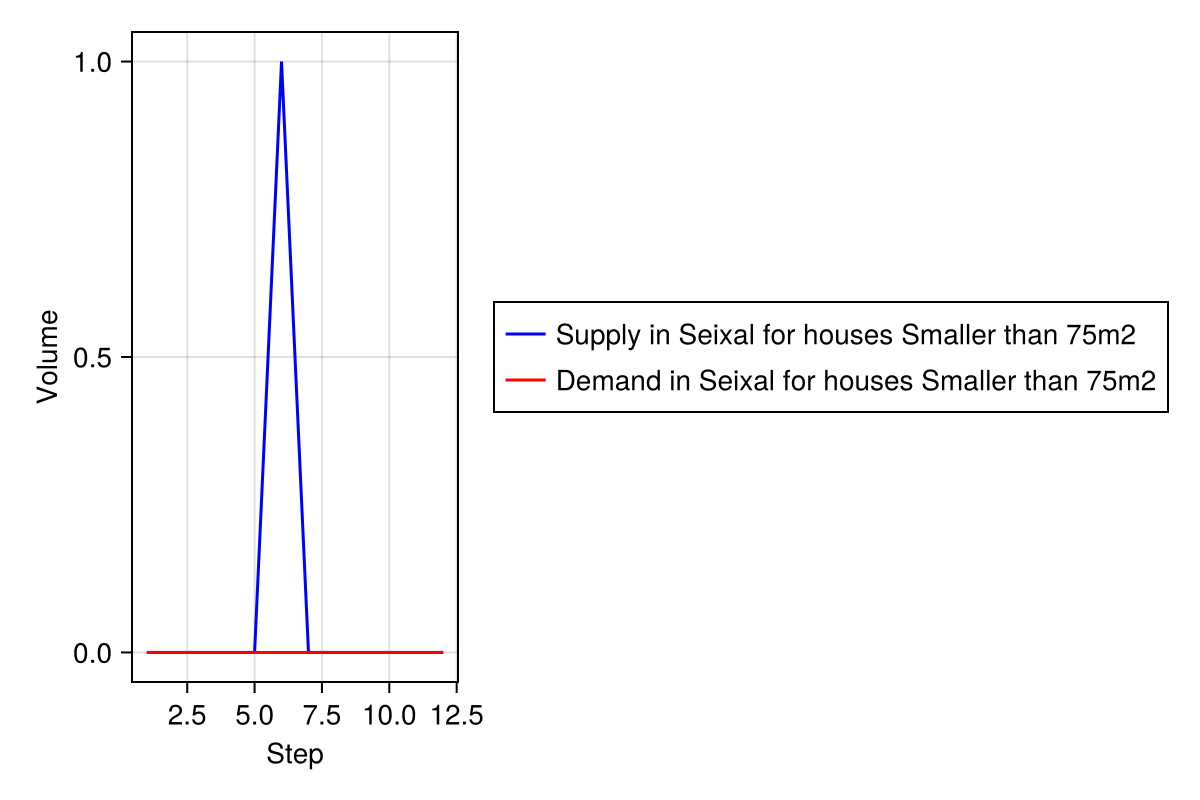 1.0
0.5
0.0
Volume
2.5 5.0 7.5 10.0 12.5
Step
Supply in Seixal for houses Smaller than 75m2
Demand in Seixal for houses Smaller than 75m2